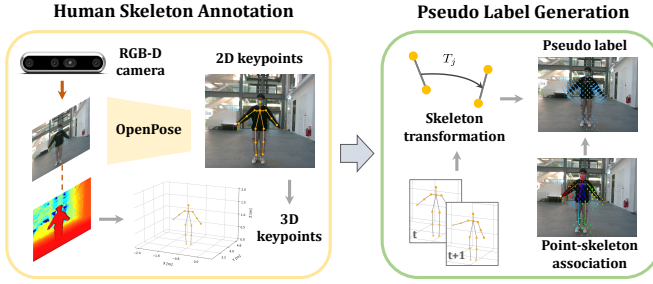 Human Skeleton Annotation
RGB-D
camera
2D keypoints
OpenPose
3D
keypoints
X [m]
Y [m]
Z [m]
Pseudo Label Generation
T_j
Skeleton
transformation
Pseudo label
t
t+1
Point-skeleton
association